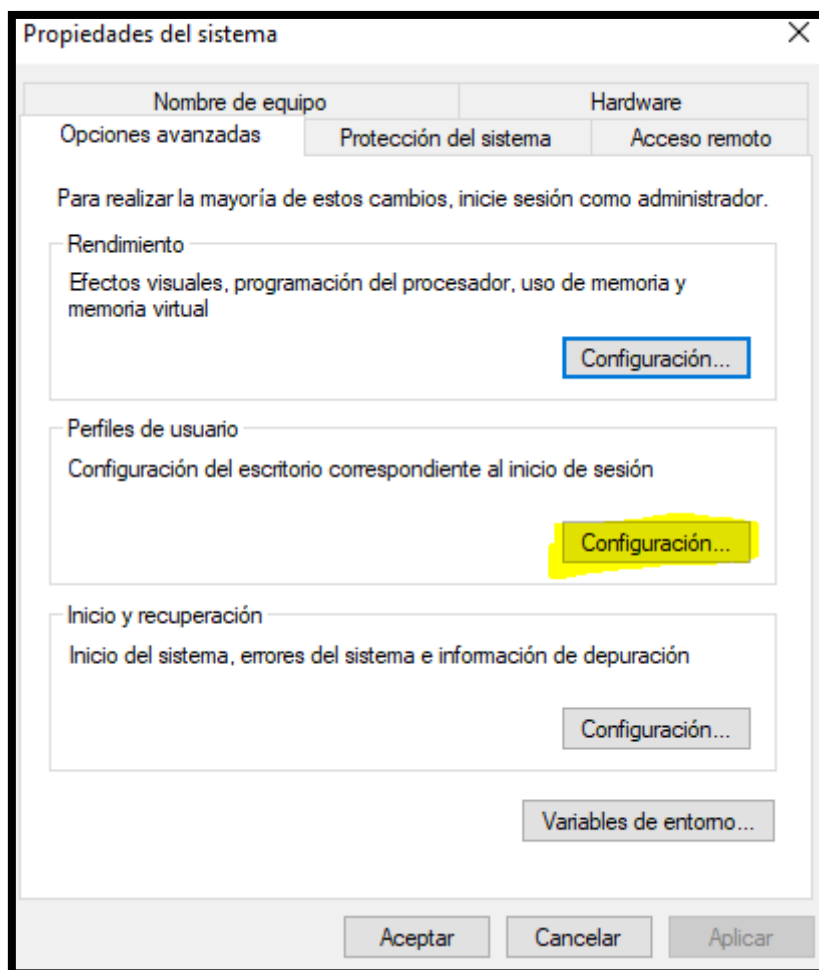 Propiedades del sistema
Nombre de equipo
Hardware
Opciones avanzadas
Protección del sistema
Acceso remoto
Para realizar la mayoría de estos cambios, inicie sesión como administrador.
Rendimiento
Efectos visuales, programación del procesador, uso de memoria y
memoria virtual
Configuración...
Perfiles de usuario
Configuración del escritorio correspondiente al inicio de sesión
Configuración...
Inicio y recuperación
Inicio del sistema, errores del sistema e información de depuración
Configuración...
Variables de entorno...
Aceptar
Cancelar
Aplicar